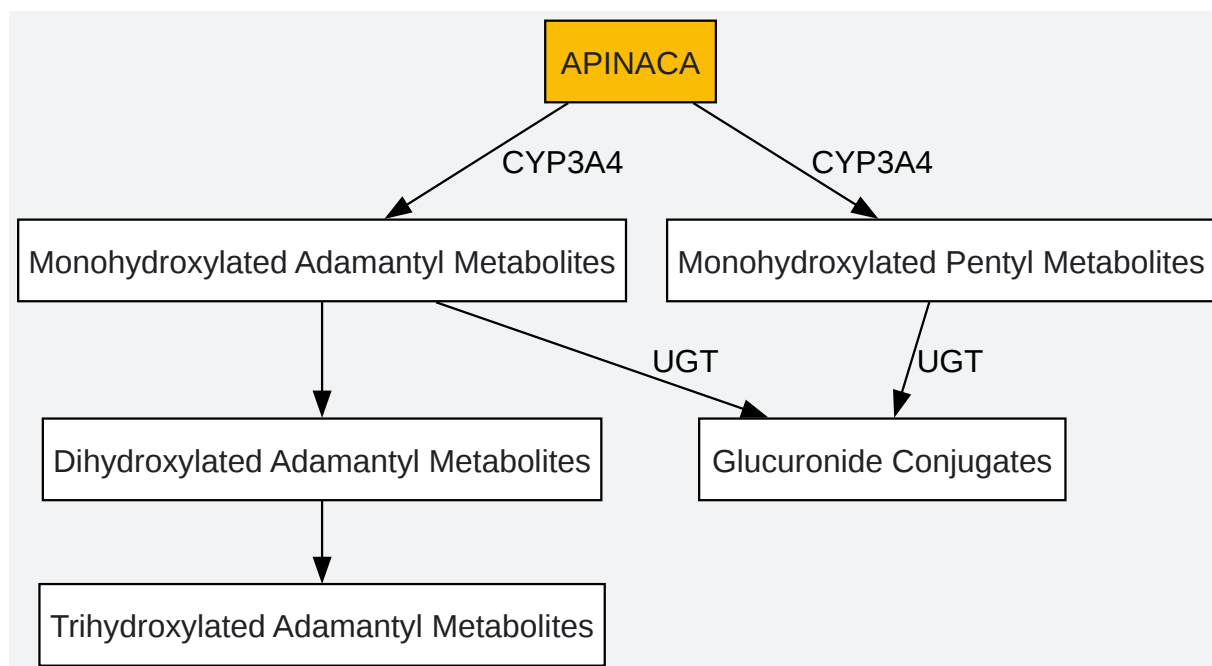 APINACA
CYP3A4
CYP3A4
Monohydroxylated Adamantyl Metabolites
Monohydroxylated Pentyl Metabolites
UGT
UGT
Dihydroxylated Adamantyl Metabolites
Glucuronide Conjugates
Trihydroxylated Adamantyl Metabolites